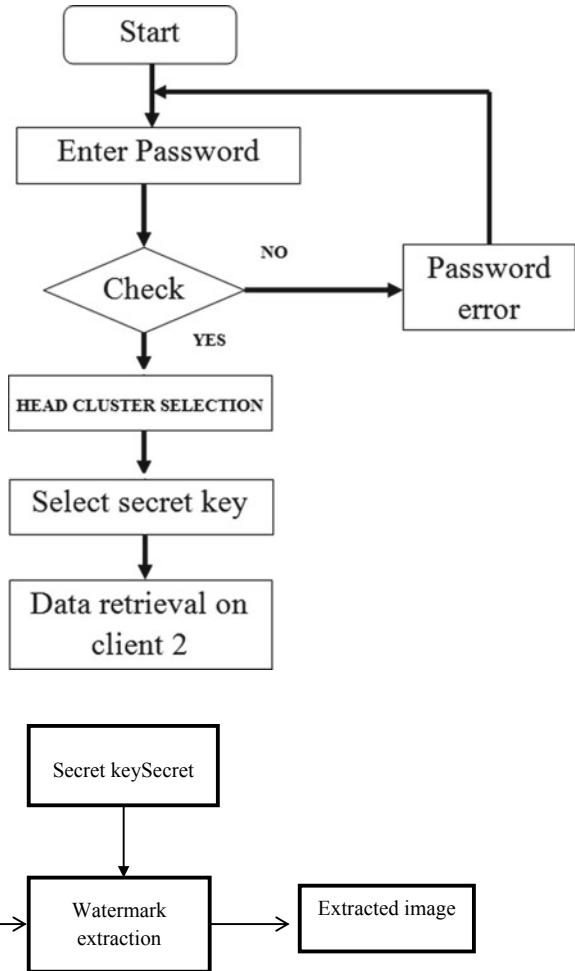 Start
Enter Password
NO
Check
Password
error
YES
HEAD CLUSTER SELECTION
Select secret key
Data retrieval on
client 2
Secret keySecret
Watermark
extraction
Extracted image